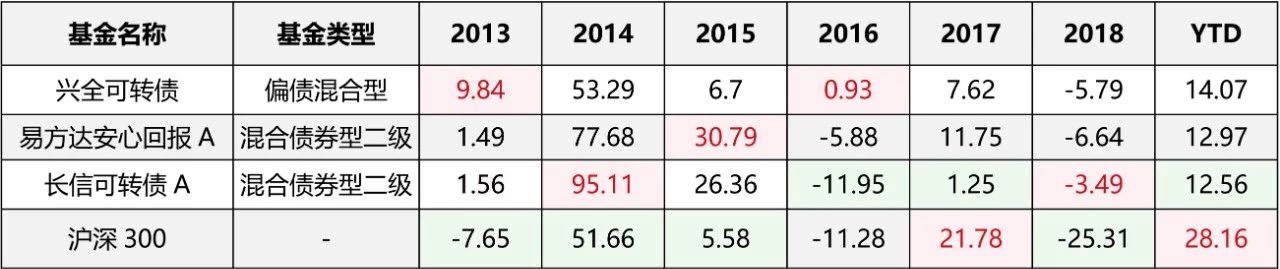 基金名称 基金类型 2013 2014 2015 2016 2017 2018 YTD
兴全可转债 偏债混合型 9.84 53.29 6.7 0.93 7.62 -5.79 14.07
易方达安心回报 A 混合债券型二级 1.49 77.68 30.79 -5.88 11.75 -6.64 12.97
长信可转债 A 混合债券型二级 1.56 95.11 26.36 -11.95 1.25 -3.49 12.56
沪深 300 - -7.65 51.66 5.58 -11.28 21.78 -25.31 28.16